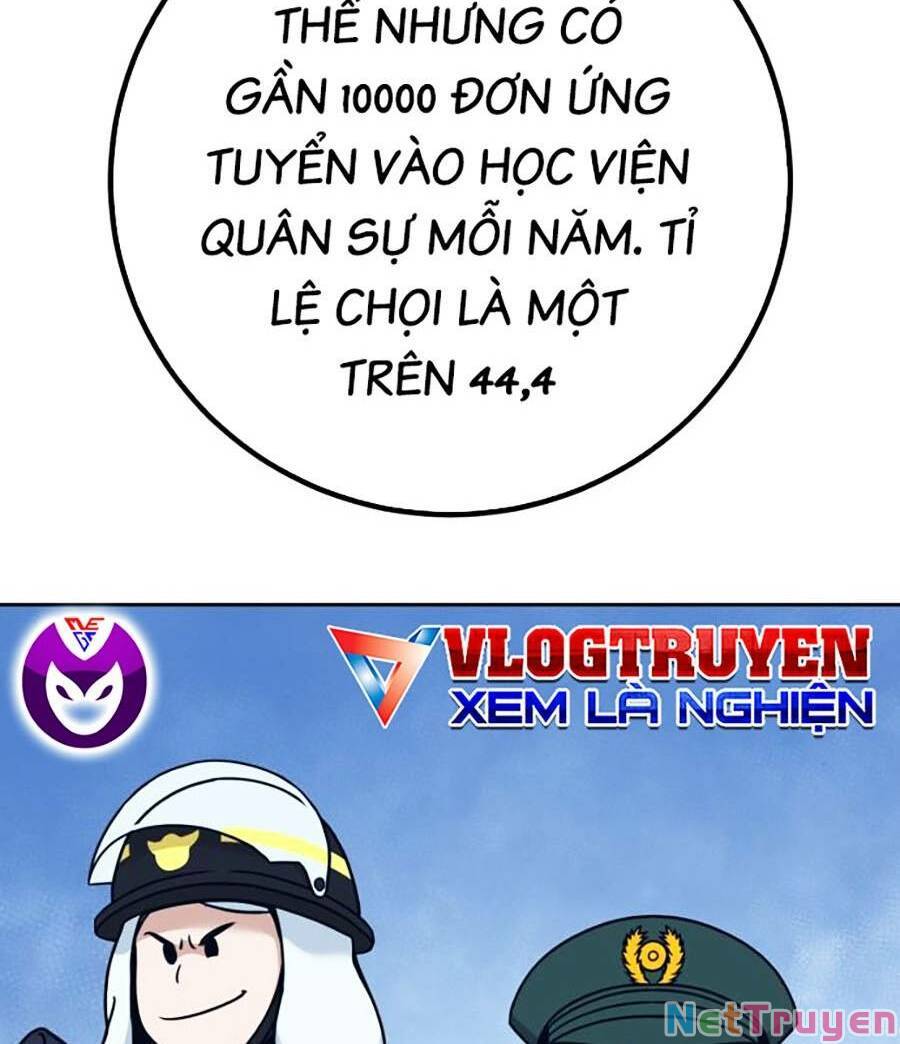 THẾ NHƯNG CÓ
GẦN 10000 ĐƠN ỨNG
TUYỂN VÀO HỌC VIỆN
QUÂN SỰ MỖI NĂM. TỈ
LỆ CHỌI LÀ MỘT
TRÊN 44,4
VLOGTRUYEN
XEM LÀ NGHIỆN
NetTruyen